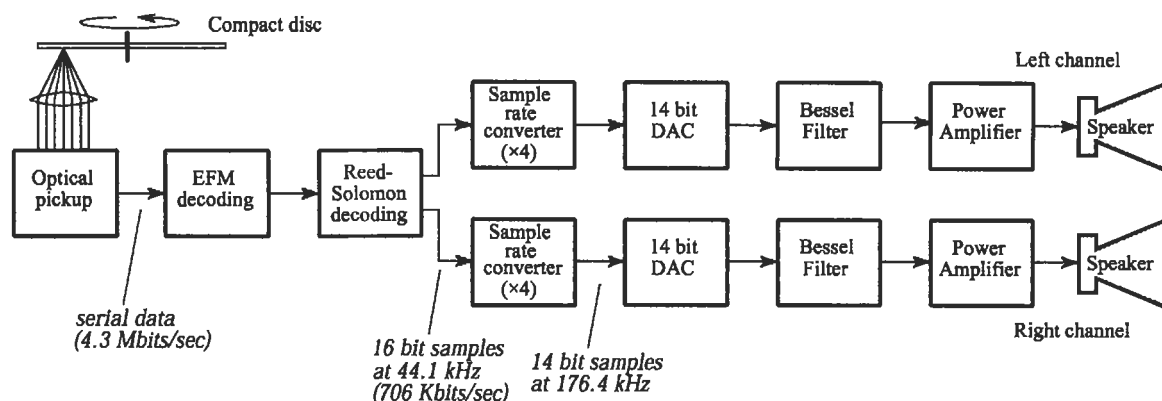 Compact disc
Optical
pickup
EFM
decoding
Reed-
Solomon
decoding
Left channel
Sample
rate
converter
(×4)
14 bit
DAC
Bessel
Filter
Power
Amplifier
Speaker
Sample
rate
converter
(×4)
14 bit
DAC
Bessel
Filter
Power
Amplifier
Speaker
Right channel
serial data
(4.3 Mbits/sec)
16 bit samples
at 44.1 kHz
(706 Kbits/sec)
14 bit samples
at 176.4 kHz